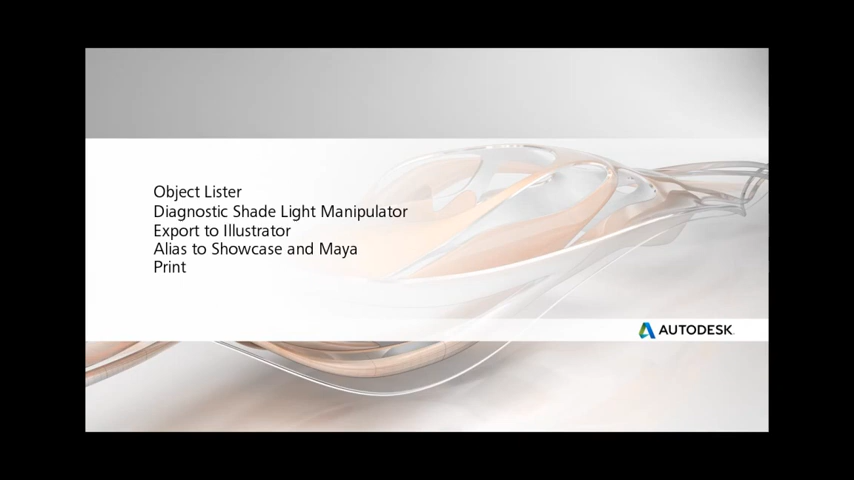 Object Lister
Diagnostic Shade Light Manipulator
Export to Illustrator
Alias to Showcase and Maya
Print
AUTODESK